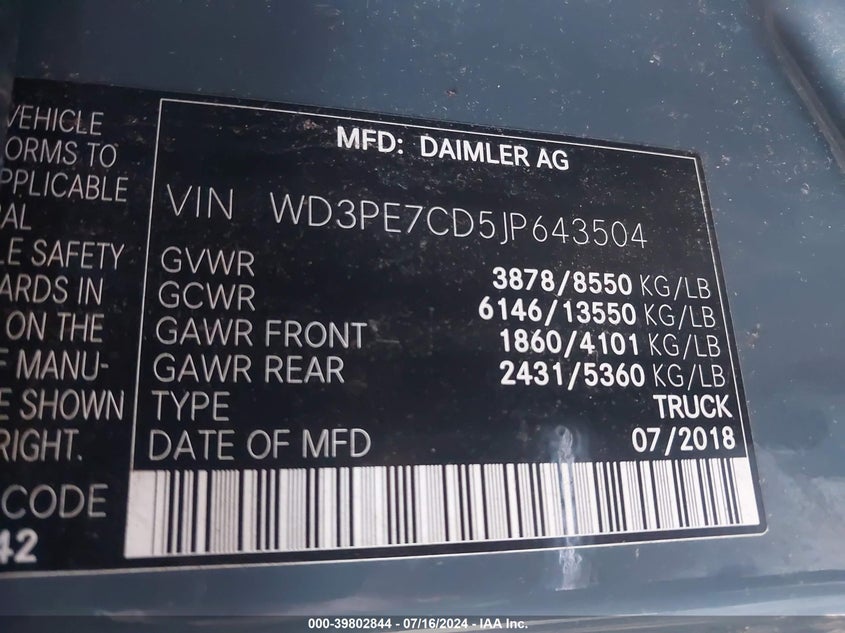 VEHICLE
ORMS TO
PPLICABLE
RAL
E SAFETY
ARDS IN
ON THE
F MANU-
E SHOWN
RIGHT.
CODE
42
MFD: DAIMLER AG
VIN WD3PE7CD5JP643504
GVWR 3878/8550 KG/LB
GCWR 6146/13550 KG/LB
GAWR FRONT 1860/4101 KG/LB
GAWR REAR 2431/5360 KG/LB
TYPE TRUCK
DATE OF MFD 07/2018
000-39802844 - 07/16/2024 - IAA Inc.